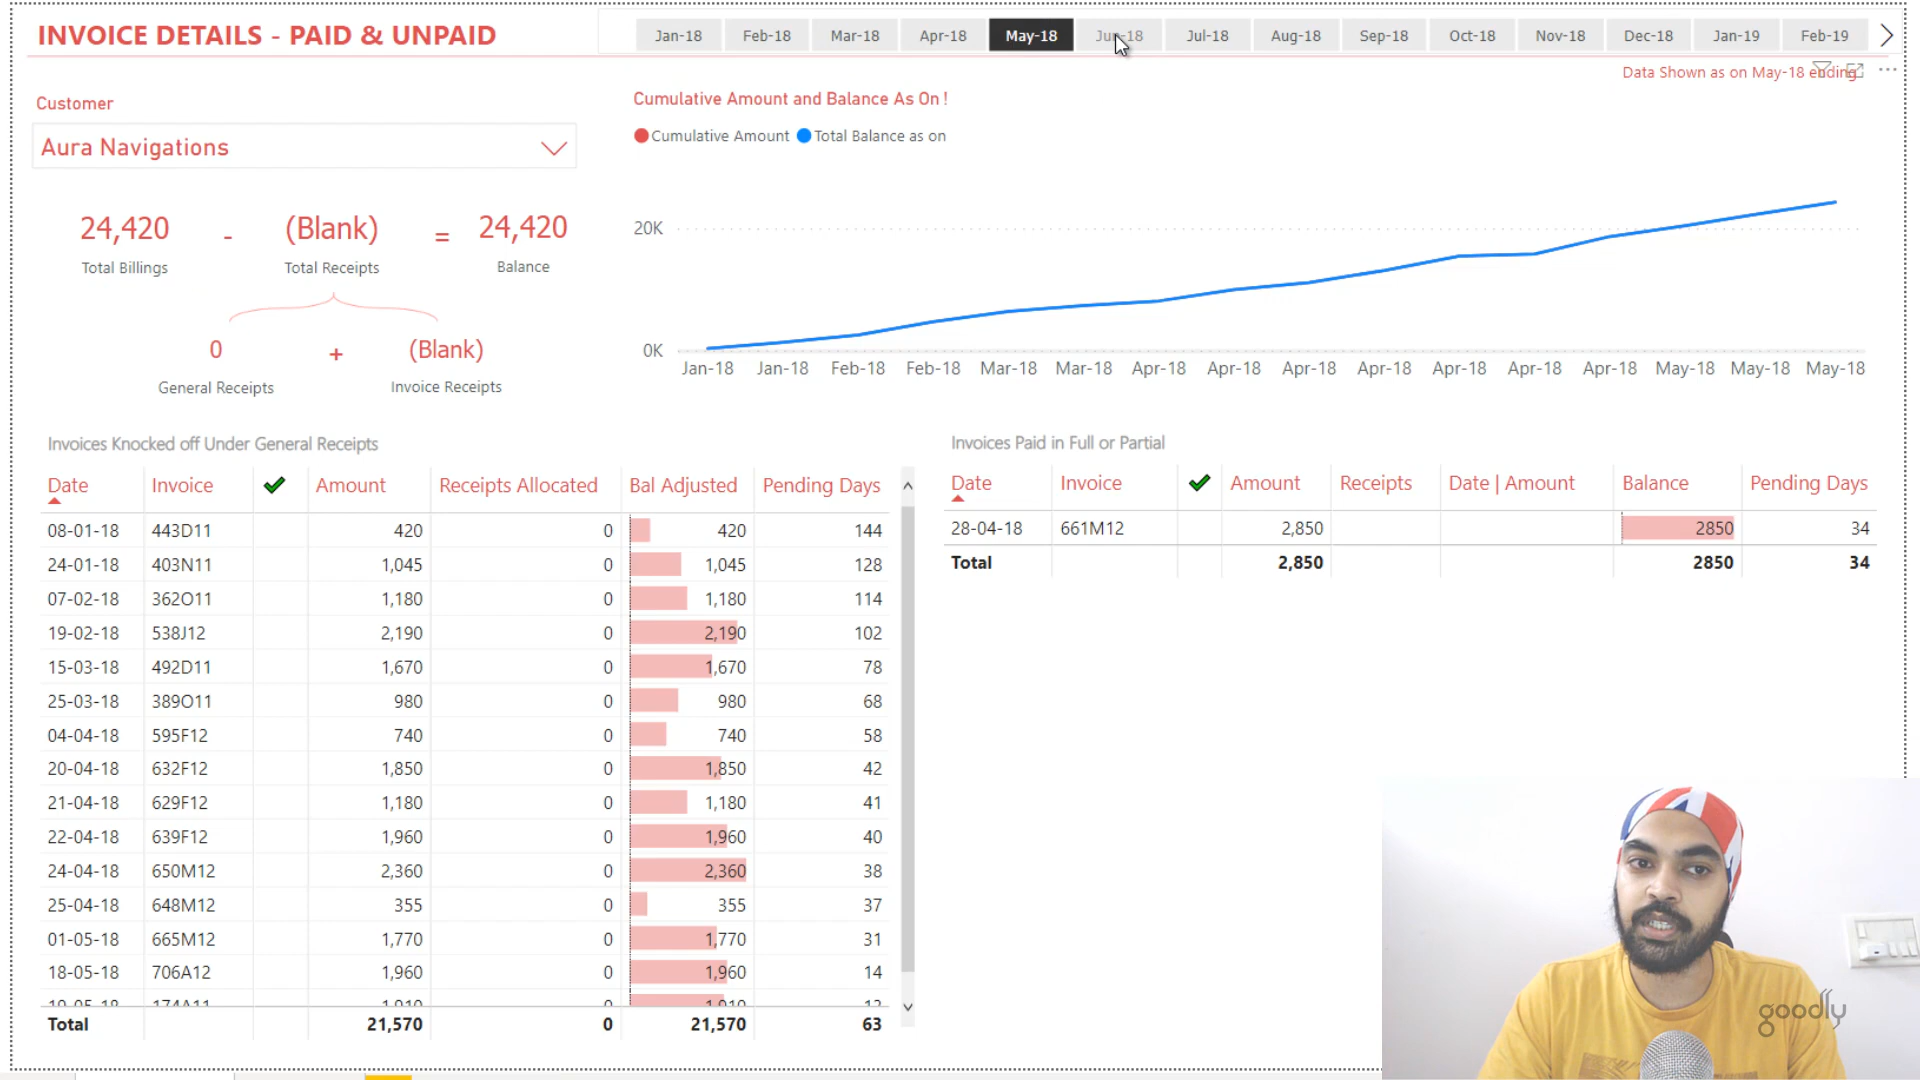 INVOICE DETAILS - PAID & UNPAID
Jan-18 Feb-18 Mar-18 Apr-18 May-18 Jun-18 Jul-18 Aug-18 Sep-18 Oct-18 Nov-18 Dec-18 Jan-19 Feb-19
Data Shown as on May-18 ending
Customer
Aura Navigations
24,420 - (Blank) = 24,420
Total Billings Total Receipts Balance
0 + (Blank)
General Receipts Invoice Receipts
Cumulative Amount and Balance As On !
Cumulative Amount Total Balance as on
20K
0K
Jan-18 Jan-18 Feb-18 Feb-18 Mar-18 Mar-18 Apr-18 Apr-18 Apr-18 Apr-18 Apr-18 Apr-18 Apr-18 May-18 May-18 May-18
Invoices Knocked off Under General Receipts
Date Invoice ✔ Amount Receipts Allocated Bal Adjusted Pending Days
08-01-18 443D11 420 0 420 144
24-01-18 403N11 1,045 0 1,045 128
07-02-18 362O11 1,180 0 1,180 114
19-02-18 538J12 2,190 0 2,190 102
15-03-18 492D11 1,670 0 1,670 78
25-03-18 389O11 980 0 980 68
04-04-18 595F12 740 0 740 58
20-04-18 632F12 1,850 0 1,850 42
21-04-18 629F12 1,180 0 1,180 41
22-04-18 639F12 1,960 0 1,960 40
24-04-18 650M12 2,360 0 2,360 38
25-04-18 648M12 355 0 355 37
01-05-18 665M12 1,770 0 1,770 31
18-05-18 706A12 1,960 0 1,960 14
Total 21,570 0 21,570 63
Invoices Paid in Full or Partial
Date Invoice ✔ Amount Receipts Date | Amount Balance Pending Days
28-04-18 661M12 2,850 2850 34
Total 2,850 2850 34
goodly